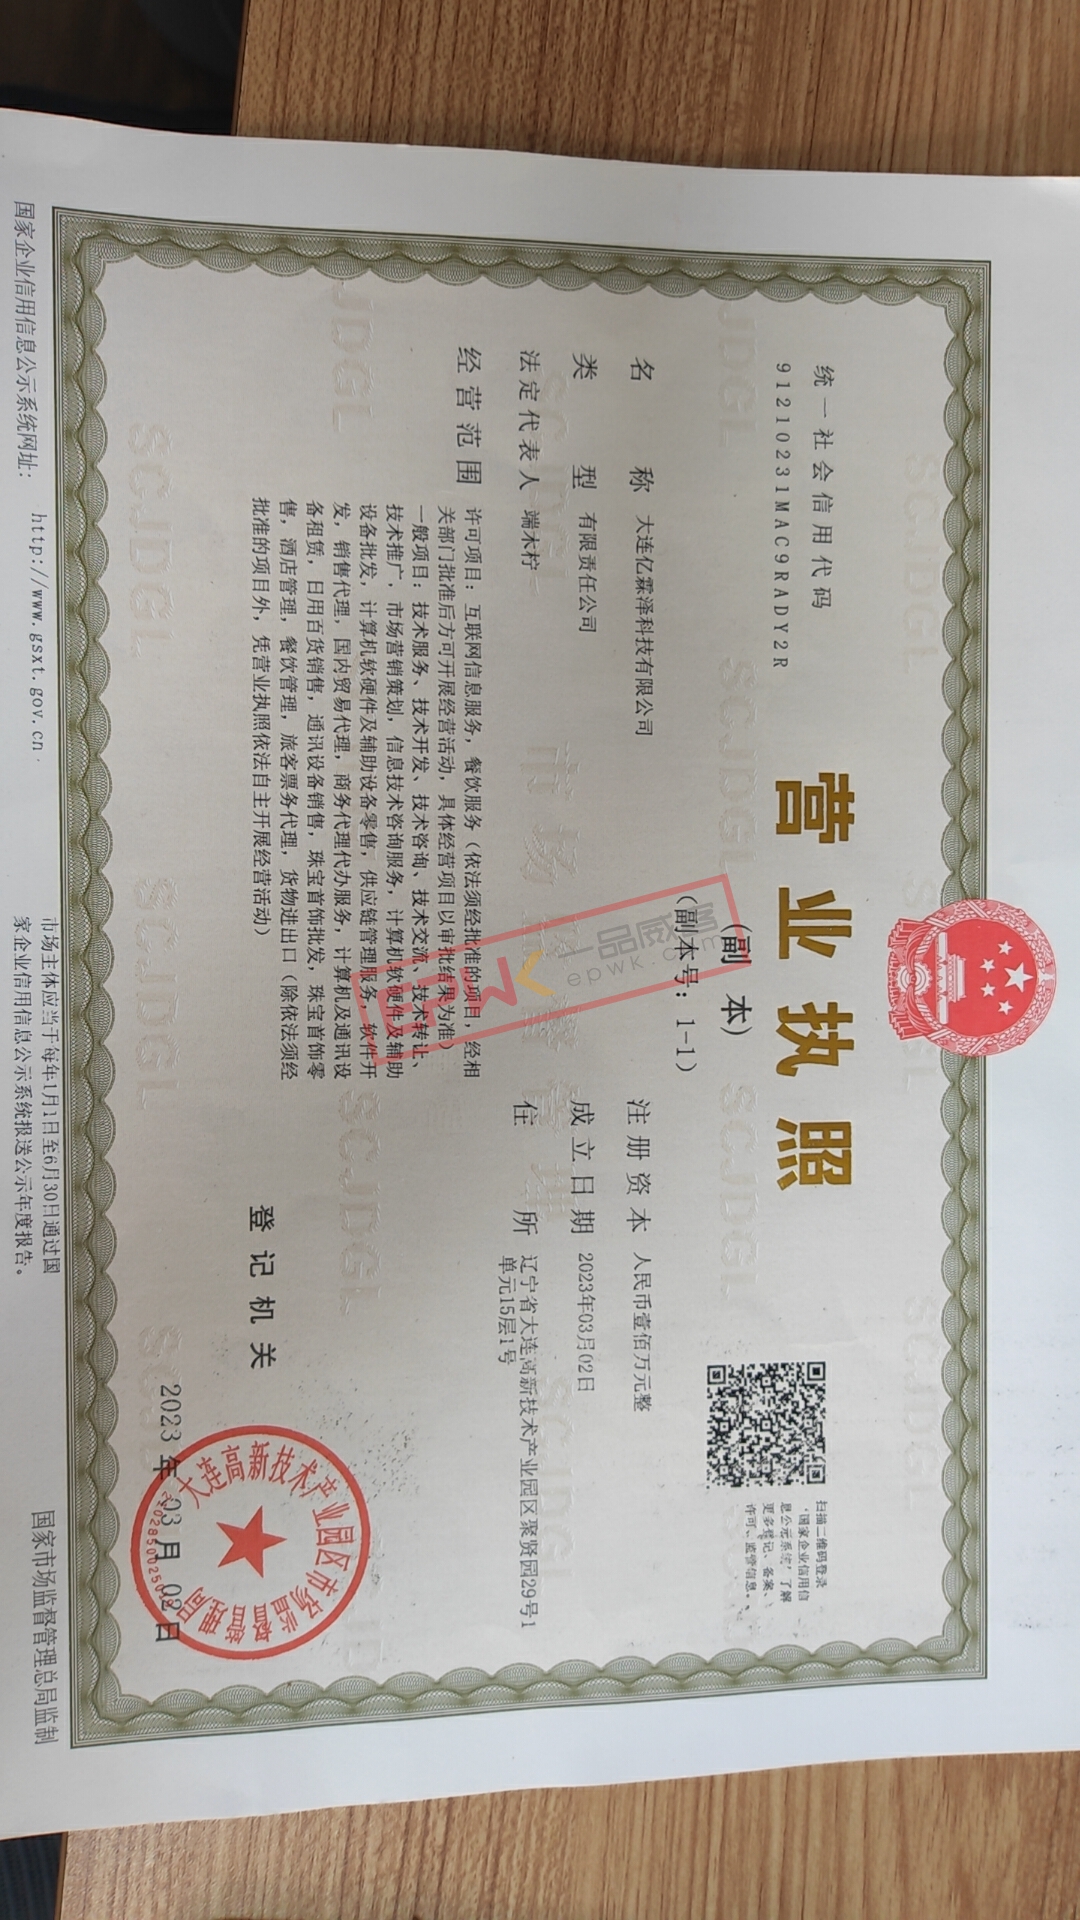 统一社会信用代码
91210231MAC9RADY2R
营业执照
(副 本)
(副本号: 1-1)
扫描二维码登录
'国家企业信用信
息公示系统'了解
更多登记、备案、
许可、监管信息。
名 称 大连亿霖泽科技有限公司
类 型 有限责任公司
法定代表人 端木柠
经营范围 许可项目: 互联网信息服务, 餐饮服务 (依法须经批准的项目, 经相
关部门批准后方可开展经营活动, 具体经营项目以审批结果为准)
一般项目: 技术服务、技术开发、技术咨询、技术交流、技术转让、
技术推广, 市场营销策划, 信息技术咨询服务, 计算机软硬件及辅助
设备批发, 计算机软硬件及辅助设备零售, 供应链管理服务, 软件开
发, 销售代理, 国内贸易代理, 商务代理代办服务, 计算机及通讯设
备租赁, 日用百货销售, 通讯设备销售, 珠宝首饰批发, 珠宝首饰零
售, 酒店管理, 餐饮管理, 旅客票务代理, 货物进出口 (除依法须经
批准的项目外, 凭营业执照依法自主开展经营活动)
注册资本 人民币壹佰万元整
成立日期 2023年03月02日
住 所 辽宁省大连高新技术产业园区聚贤园29号1
单元15层1号
登记机关
大连高新技术产业园区市场监督管理局
2023 年 03 月 02 日
一品威客
epwk.com
国家企业信用信息公示系统网址: http://www.gsxt.gov.cn
市场主体应当于每年1月1日至6月30日通过国
家企业信用信息公示系统报送公示年度报告。
国家市场监督管理总局监制